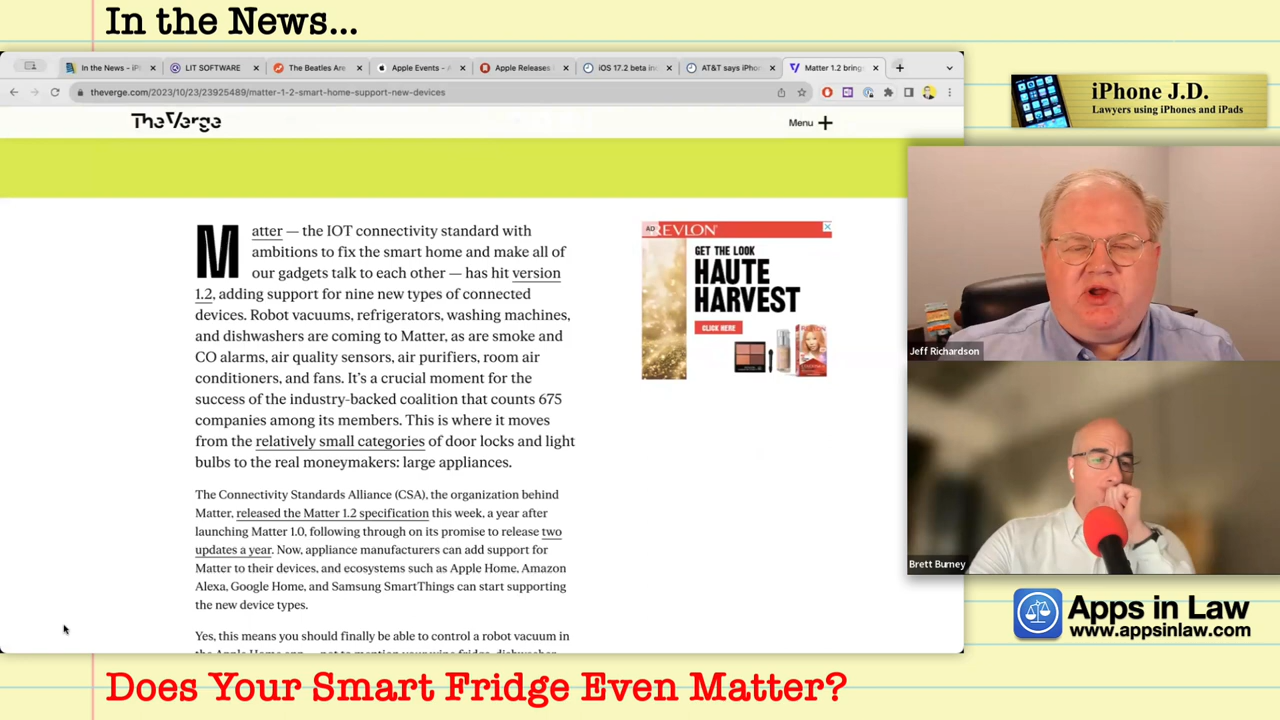 In the News...
In the News - iP
LIT SOFTWARE
The Beatles Are
Apple Events - A
Apple Releases
iOS 17.2 beta in
AT&T says iPhon
Matter 1.2 bring
theverge.com/2023/10/23/23925489/matter-1-2-smart-home-support-new-devices
TheVerge
Menu
Matter — the IOT connectivity standard with
ambitions to fix the smart home and make all of
our gadgets talk to each other — has hit version
1.2, adding support for nine new types of connected
devices. Robot vacuums, refrigerators, washing machines,
and dishwashers are coming to Matter, as are smoke and
CO alarms, air quality sensors, air purifiers, room air
conditioners, and fans. It's a crucial moment for the
success of the industry-backed coalition that counts 675
companies among its members. This is where it moves
from the relatively small categories of door locks and light
bulbs to the real moneymakers: large appliances.
The Connectivity Standards Alliance (CSA), the organization behind
Matter, released the Matter 1.2 specification this week, a year after
launching Matter 1.0, following through on its promise to release two
updates a year. Now, appliance manufacturers can add support for
Matter to their devices, and ecosystems such as Apple Home, Amazon
Alexa, Google Home, and Samsung SmartThings can start supporting
the new device types.
Yes, this means you should finally be able to control a robot vacuum in
the Apple Home app — not to mention your wine fridge, dishwasher
AD
REVLON
GET THE LOOK
HAUTE
HARVEST
CLICK HERE
iPhone J.D.
Lawyers using iPhones and iPads
Jeff Richardson
Brett Burney
Apps in Law
www.appsinlaw.com
Does Your Smart Fridge Even Matter?